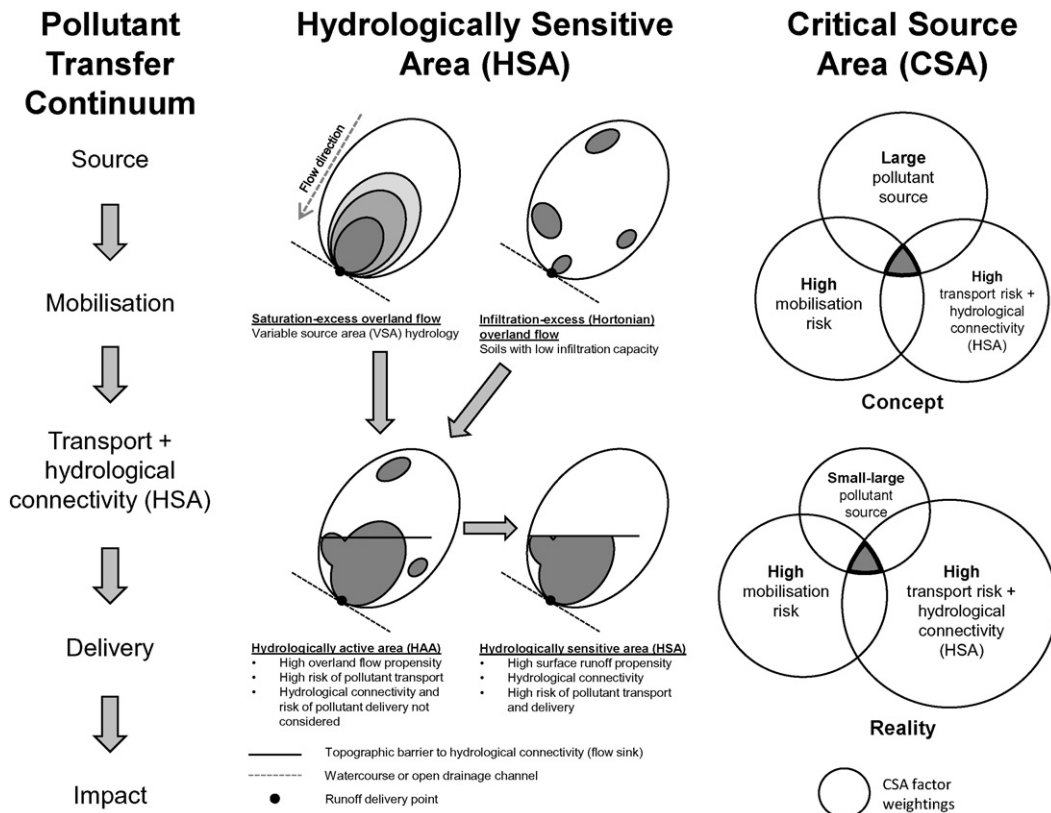 Pollutant
Transfer
Continuum
Source
Mobilisation
Transport +
hydrological
connectivity (HSA)
Delivery
Impact
Hydrologically Sensitive
Area (HSA)
Flow direction
Saturation-excess overland flow
Variable source area (VSA) hydrology
Infiltration-excess (Hortonian)
overland flow
Soils with low infiltration capacity
Hydrologically active area (HAA)
• High overland flow propensity
• High risk of pollutant transport
• Hydrological connectivity and
risk of pollutant delivery not
considered
Hydrologically sensitive area (HSA)
• High surface runoff propensity
• Hydrological connectivity
• High risk of pollutant transport
and delivery
Topographic barrier to hydrological connectivity (flow sink)
Watercourse or open drainage channel
Runoff delivery point
Critical Source
Area (CSA)
Large
pollutant
source
High
mobilisation
risk
High
transport risk +
hydrological
connectivity
(HSA)
Concept
Small-large
pollutant
source
High
mobilisation
risk
High
transport risk +
hydrological
connectivity
(HSA)
Reality
CSA factor
weightings